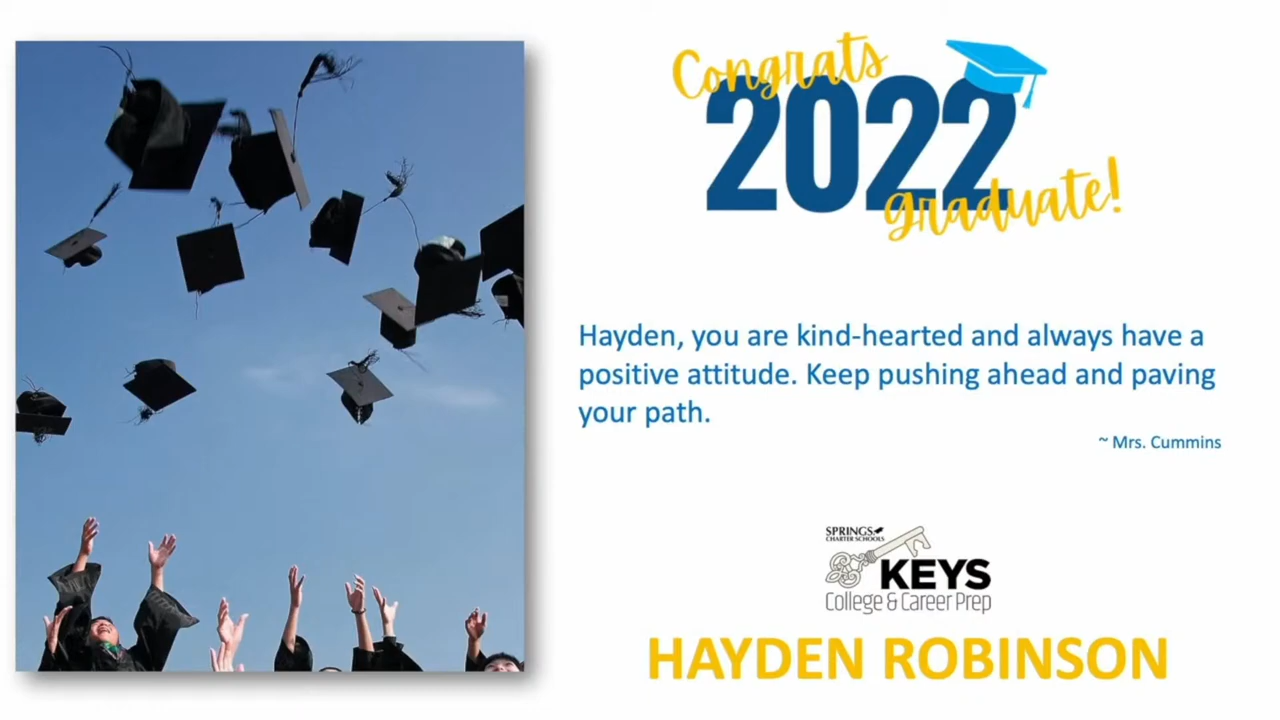 Congrats
2022
graduate!
Hayden, you are kind-hearted and always have a
positive attitude. Keep pushing ahead and paving
your path.
~ Mrs. Cummins
SPRINGS
CHARTER SCHOOLS
KEYS
College & Career Prep
HAYDEN ROBINSON